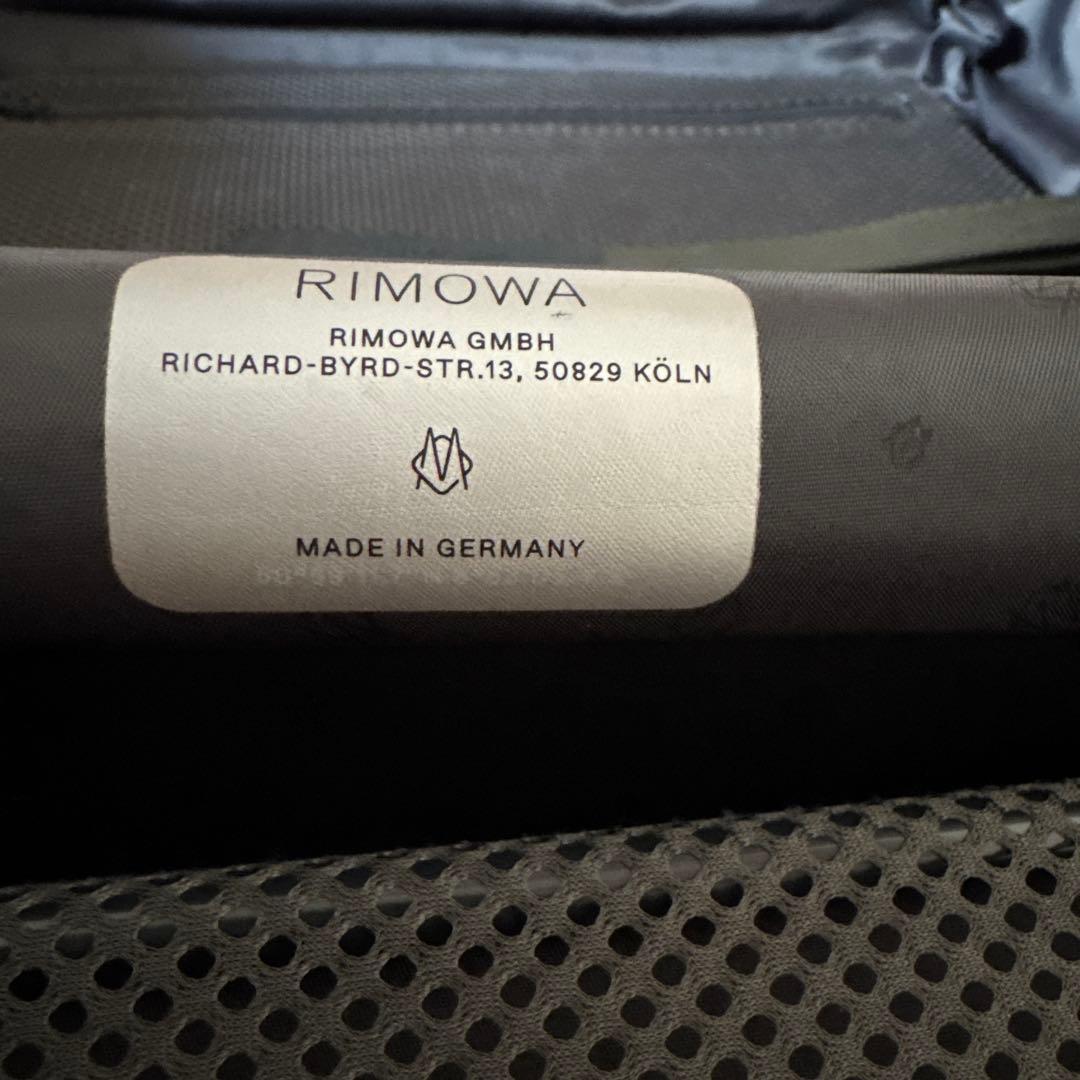 RIMOWA
RIMOWA GMBH
RICHARD-BYRD-STR.13, 50829 KÖLN
MADE IN GERMANY